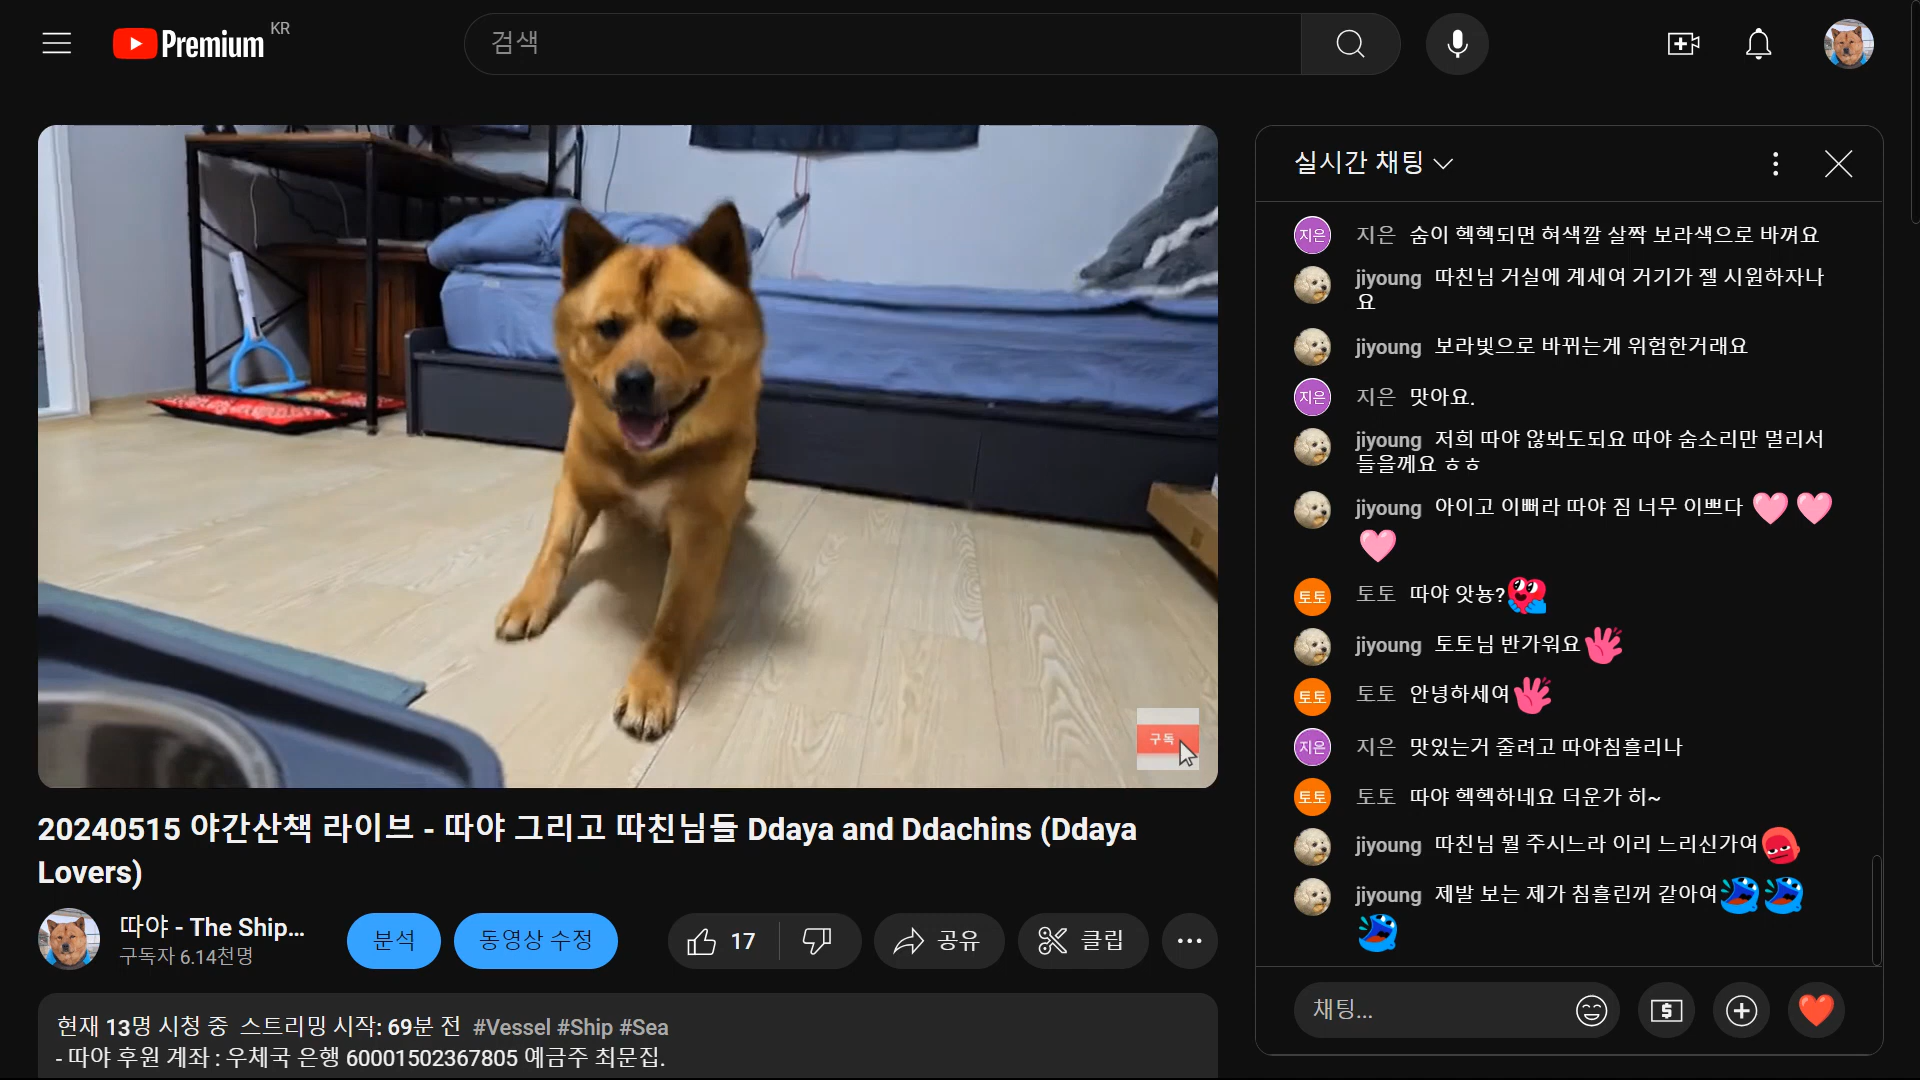 Premium KR
검색
실시간 채팅
지은 지은 숨이 헥헥되면 혀색깔 살짝 보라색으로 바껴요
jiyoung 따친님 거실에 계세여 거기가 젤 시원하자나
요
jiyoung 보라빛으로 바뀌는게 위험한거래요
지은 지은 맛아요.
jiyoung 저희 따야 않봐도되요 따야 숨소리만 멀리서
들을께요 ㅎㅎ
jiyoung 아이고 이뻐라 따야 짐 너무 이쁘다
토토 토토 따야 앗뇽?
jiyoung 토토님 반가워요
토토 토토 안녕하세여
지은 지은 맛있는거 줄려고 따야침흘리나
토토 토토 따야 헥헥하네요 더운가 히~
jiyoung 따친님 뭘 주시느라 이리 느리신가여
jiyoung 제발 보는 제가 침흘린꺼 같아여
채팅...
구독
20240515 야간산책 라이브 - 따야 그리고 따친님들 Ddaya and Ddachins (Ddaya
Lovers)
따야 - The Ship...
구독자 6.14천명
분석
동영상 수정
17
공유
클립
현재 13명 시청 중 스트리밍 시작: 69분 전 #Vessel #Ship #Sea
- 따야 후원 계좌 : 우체국 은행 60001502367805 예금주 최문집.